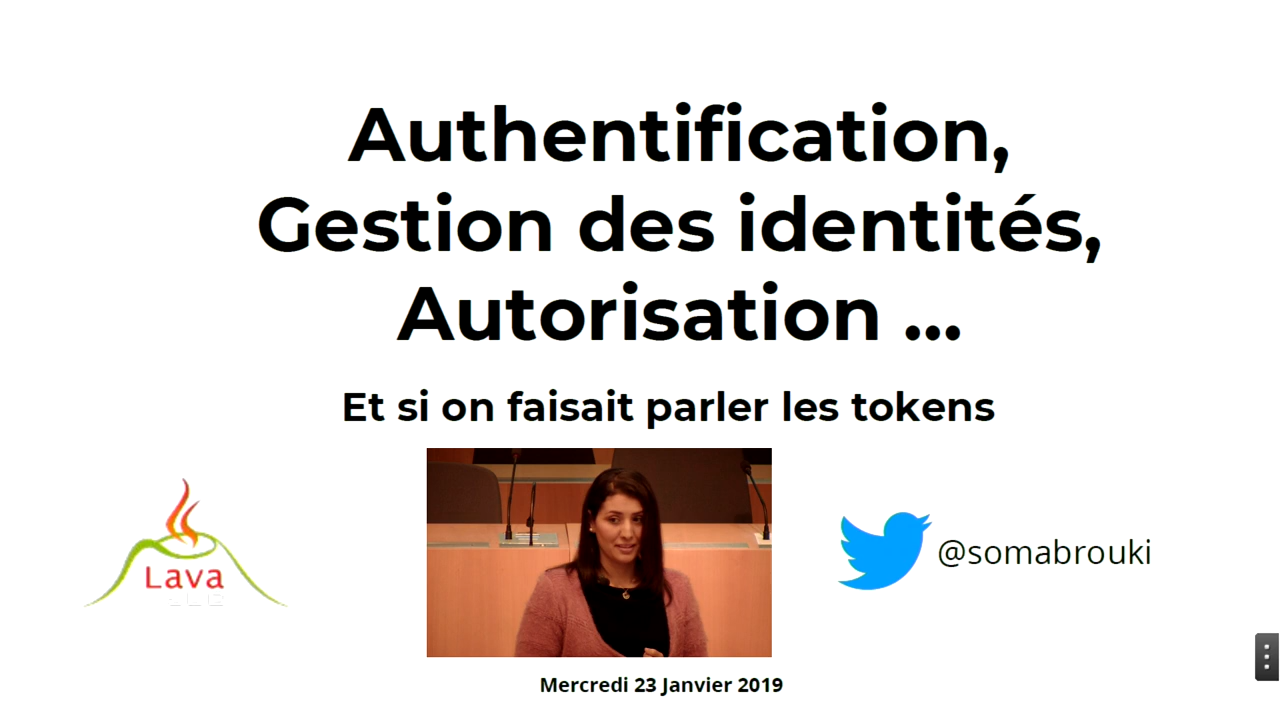 Authentification,
Gestion des identités,
Autorisation ...
Et si on faisait parler les tokens
Lava
@somabrouki
Mercredi 23 Janvier 2019